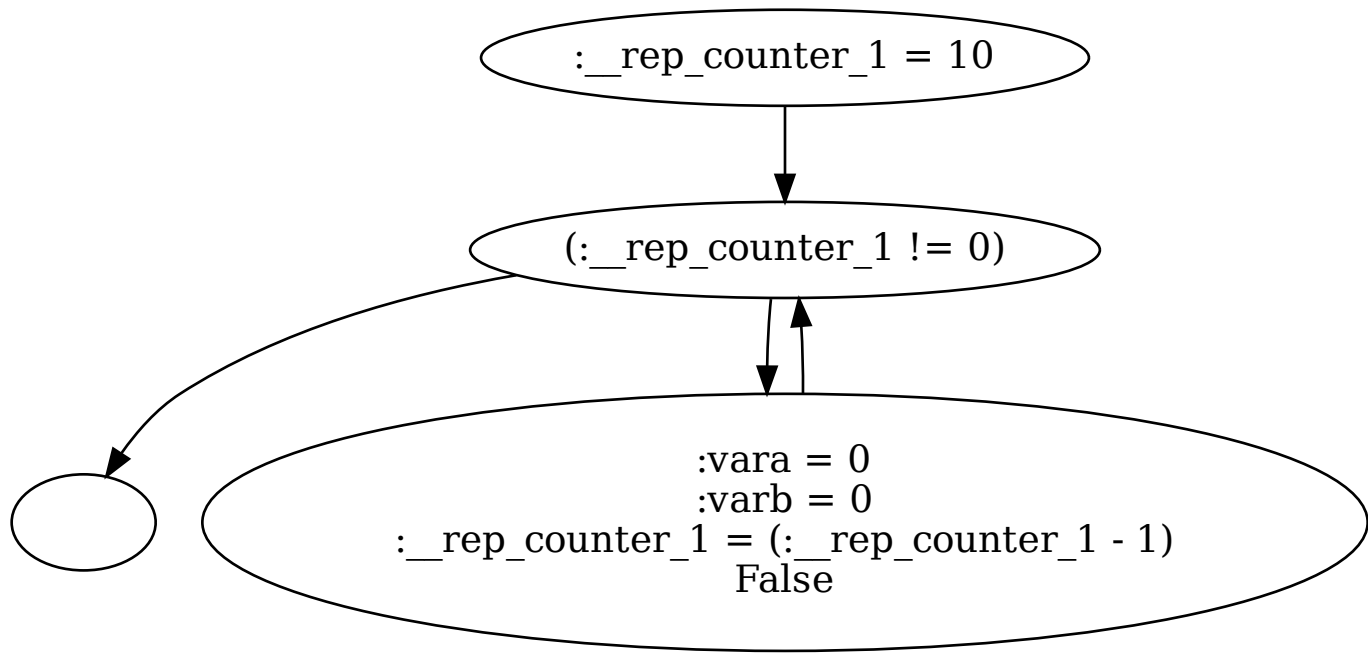 :__rep_counter_1 = 10
(:__rep_counter_1 != 0)
:vara = 0
:varb = 0
:__rep_counter_1 = (:__rep_counter_1 - 1)
False